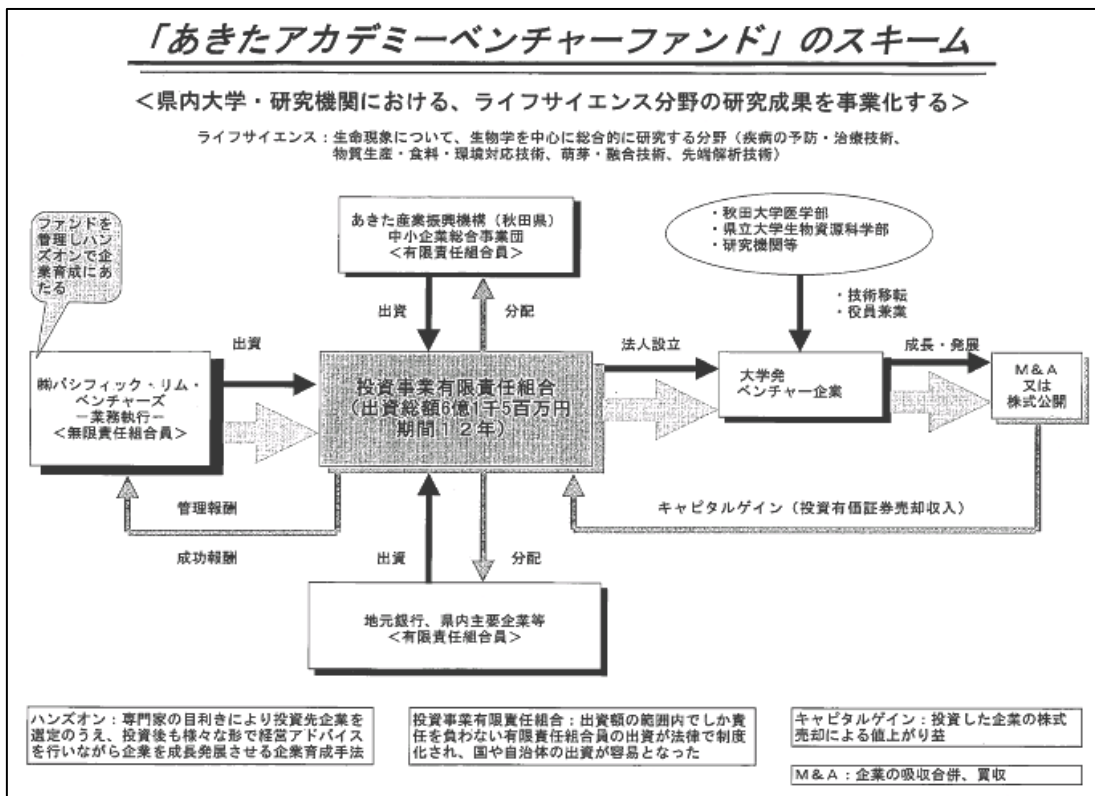 「あきたアカデミーベンチャーファンド」のスキーム
＜県内大学・研究機関における、ライフサイエンス分野の研究成果を事業化する＞
ライフサイエンス：生命現象について、生物学を中心に総合的に研究する分野（疾病の予防・治療技術、
物質生産・食料・環境対応技術、萌芽・融合技術、先端解析技術）
ファンドを
管理しハン
ズオンで企
業育成にあ
たる
あきた産業振興機構（秋田県）
中小企業総合事業団
＜有限責任組合員＞
・秋田大学医学部
・県立大学生物資源科学部
・研究機関等
出資
分配
・技術移転
・役員兼業
出資
法人設立
成長・発展
㈱パシフィック・リム・
ベンチャーズ
－業務執行－
＜無限責任組合員＞
投資事業有限責任組合
（出資総額6億1千5百万円
期間１２年）
大学発
ベンチャー企業
Ｍ＆Ａ
又は
株式公開
管理報酬
成功報酬
キャピタルゲイン（投資有価証券売却収入）
出資
分配
地元銀行、県内主要企業等
＜有限責任組合員＞
ハンズオン：専門家の目利きにより投資先企業を
選定のうえ、投資後も様々な形で経営アドバイス
を行いながら企業を成長発展させる企業育成手法
投資事業有限責任組合：出資額の範囲内でしか責
任を負わない有限責任組合員の出資が法律で制度
化され、国や自治体の出資が容易となった
キャピタルゲイン：投資した企業の株式
売却による値上がり益
Ｍ＆Ａ：企業の吸収合併、買収